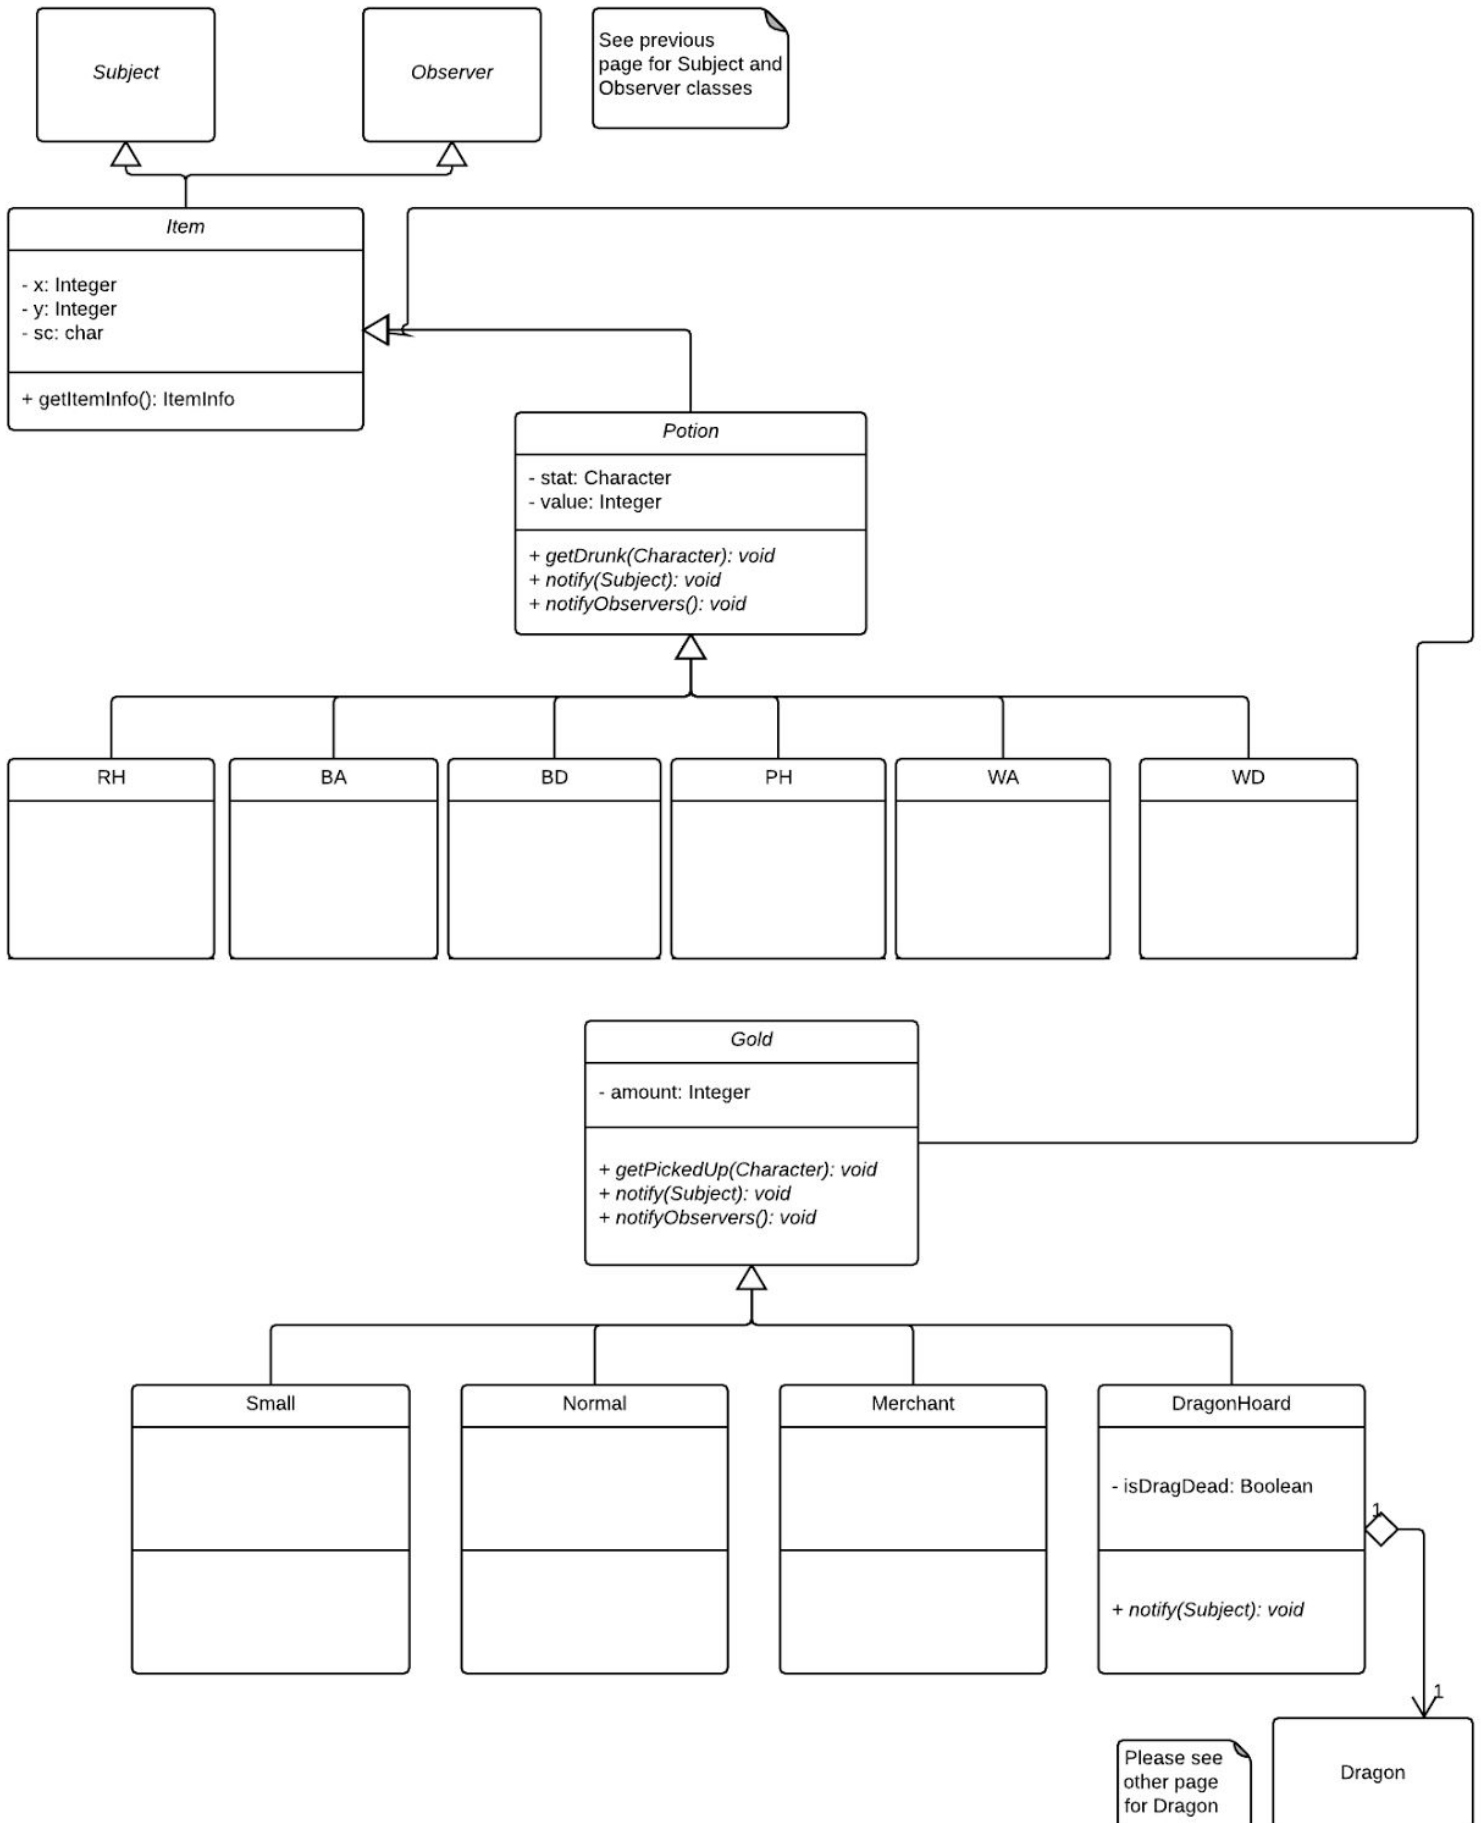 Subject
Observer
See previous
page for Subject and
Observer classes
Item
- x: Integer
- y: Integer
- sc: char
+ getItemInfo(): ItemInfo
Potion
- stat: Character
- value: Integer
+ getDrunk(Character): void
+ notify(Subject): void
+ notifyObservers(): void
RH
BA
BD
PH
WA
WD
Gold
- amount: Integer
+ getPickedUp(Character): void
+ notify(Subject): void
+ notifyObservers(): void
Small
Normal
Merchant
DragonHoard
- isDragDead: Boolean
1
+ notify(Subject): void
1
Please see
other page
for Dragon
Dragon